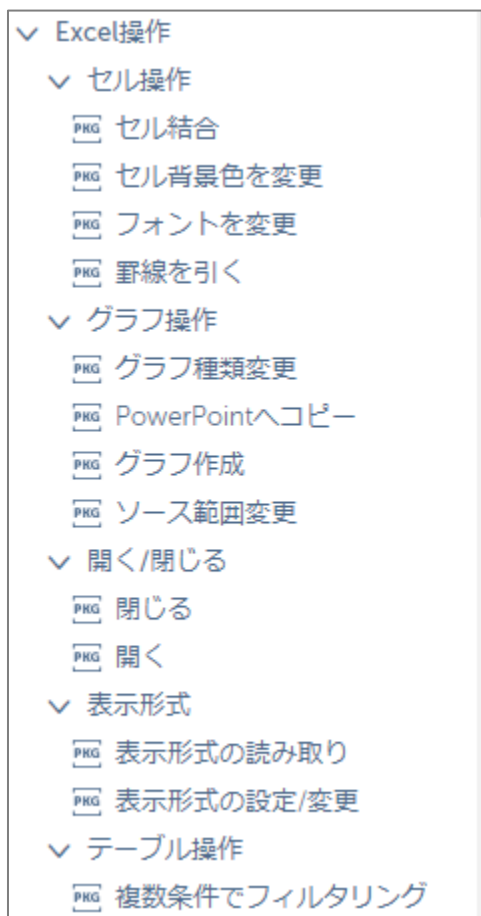 Excel操作
セル操作
PKG セル結合
PKG セル背景色を変更
PKG フォントを変更
PKG 罫線を引く
グラフ操作
PKG グラフ種類変更
PKG PowerPointへコピー
PKG グラフ作成
PKG ソース範囲変更
開く/閉じる
PKG 閉じる
PKG 開く
表示形式
PKG 表示形式の読み取り
PKG 表示形式の設定/変更
テーブル操作
PKG 複数条件でフィルタリング